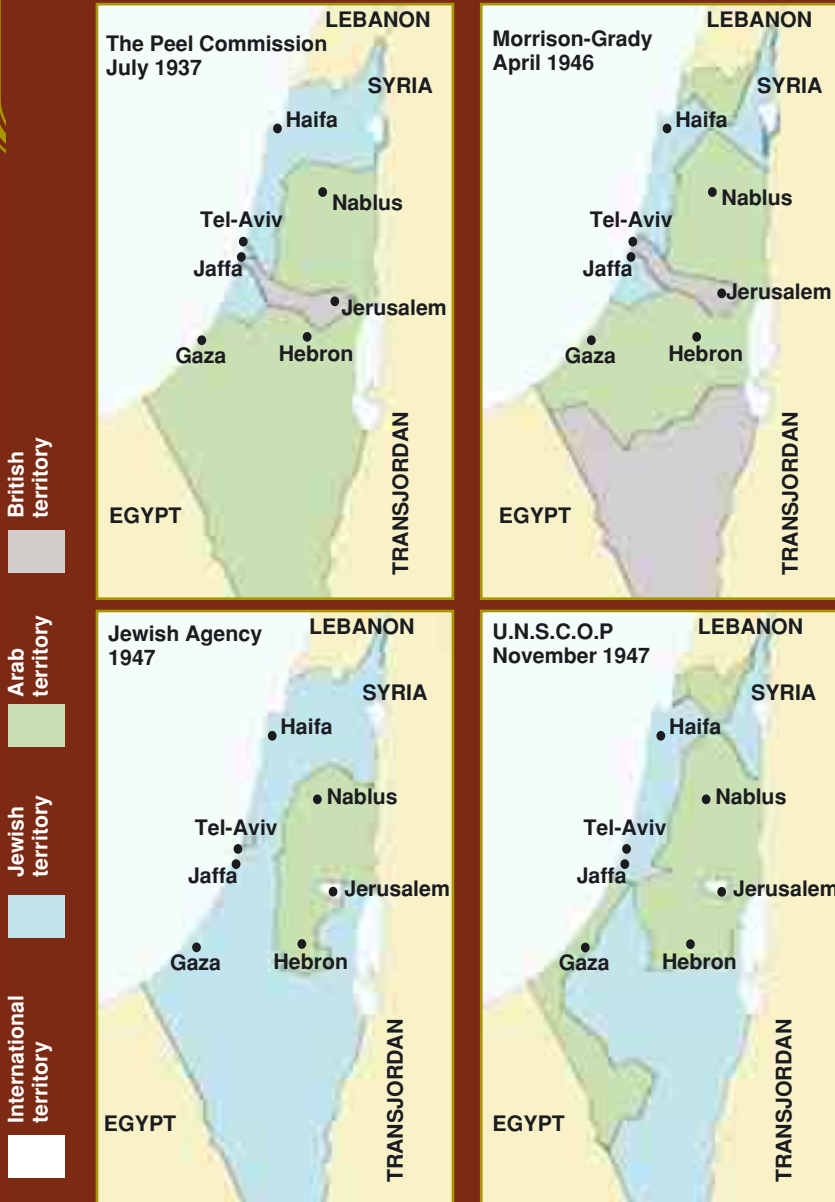 The Peel Commission
July 1937
LEBANON
SYRIA
Haifa
Nablus
Tel-Aviv
Jaffa
Jerusalem
Gaza
Hebron
EGYPT
TRANSJORDAN
Morrison-Grady
April 1946
LEBANON
SYRIA
Haifa
Nablus
Tel-Aviv
Jaffa
Jerusalem
Gaza
Hebron
EGYPT
TRANSJORDAN
Jewish Agency
1947
LEBANON
SYRIA
Haifa
Nablus
Tel-Aviv
Jaffa
Jerusalem
Gaza
Hebron
EGYPT
TRANSJORDAN
U.N.S.C.O.P
November 1947
LEBANON
SYRIA
Haifa
Nablus
Tel-Aviv
Jaffa
Jerusalem
Gaza
Hebron
EGYPT
TRANSJORDAN
International
territory
Jewish
territory
Arab
territory
British
territory